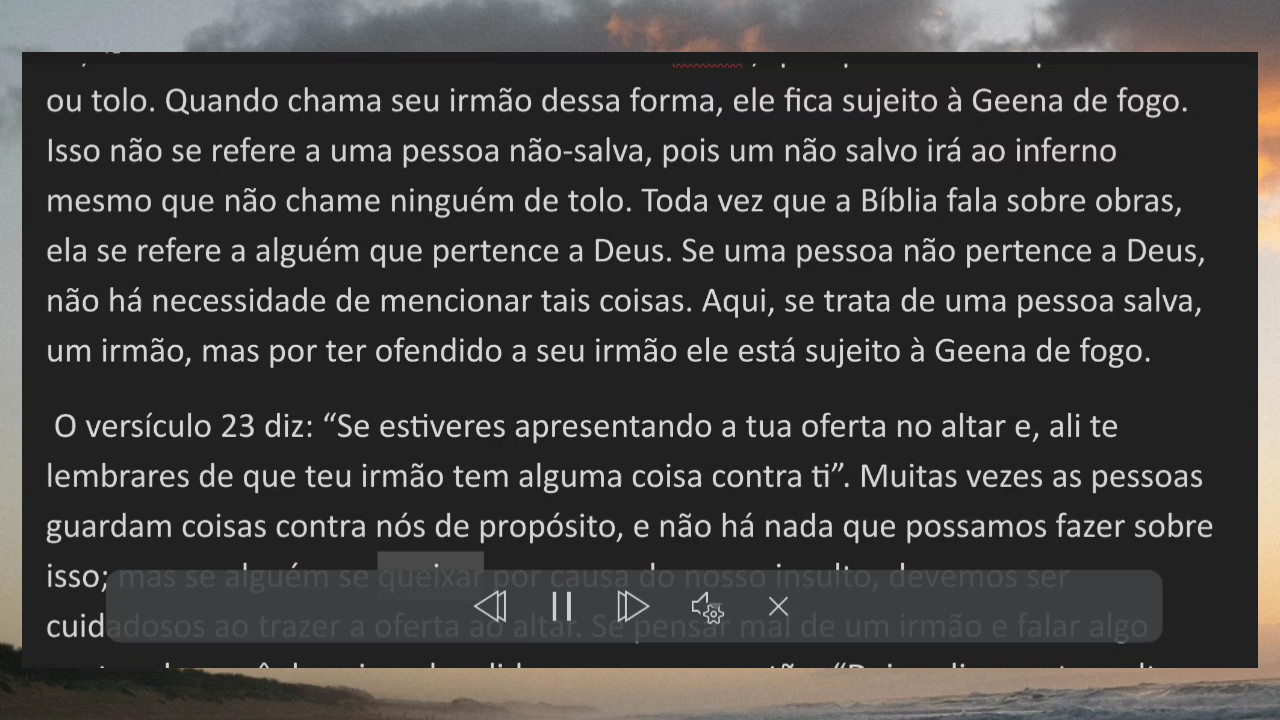 ou tolo. Quando chama seu irmão dessa forma, ele fica sujeito à Geena de fogo.
Isso não se refere a uma pessoa não-salva, pois um não salvo irá ao inferno
mesmo que não chame ninguém de tolo. Toda vez que a Bíblia fala sobre obras,
ela se refere a alguém que pertence a Deus. Se uma pessoa não pertence a Deus,
não há necessidade de mencionar tais coisas. Aqui, se trata de uma pessoa salva,
um irmão, mas por ter ofendido a seu irmão ele está sujeito à Geena de fogo.
O versículo 23 diz: “Se estiveres apresentando a tua oferta no altar e, ali te
lembrares de que teu irmão tem alguma coisa contra ti”. Muitas vezes as pessoas
guardam coisas contra nós de propósito, e não há nada que possamos fazer sobre
isso; mas se alguém se queixar por causa do nosso insulto, devemos ser
cuidadosos ao trazer a oferta ao altar. Se pensar mal de um irmão e falar algo